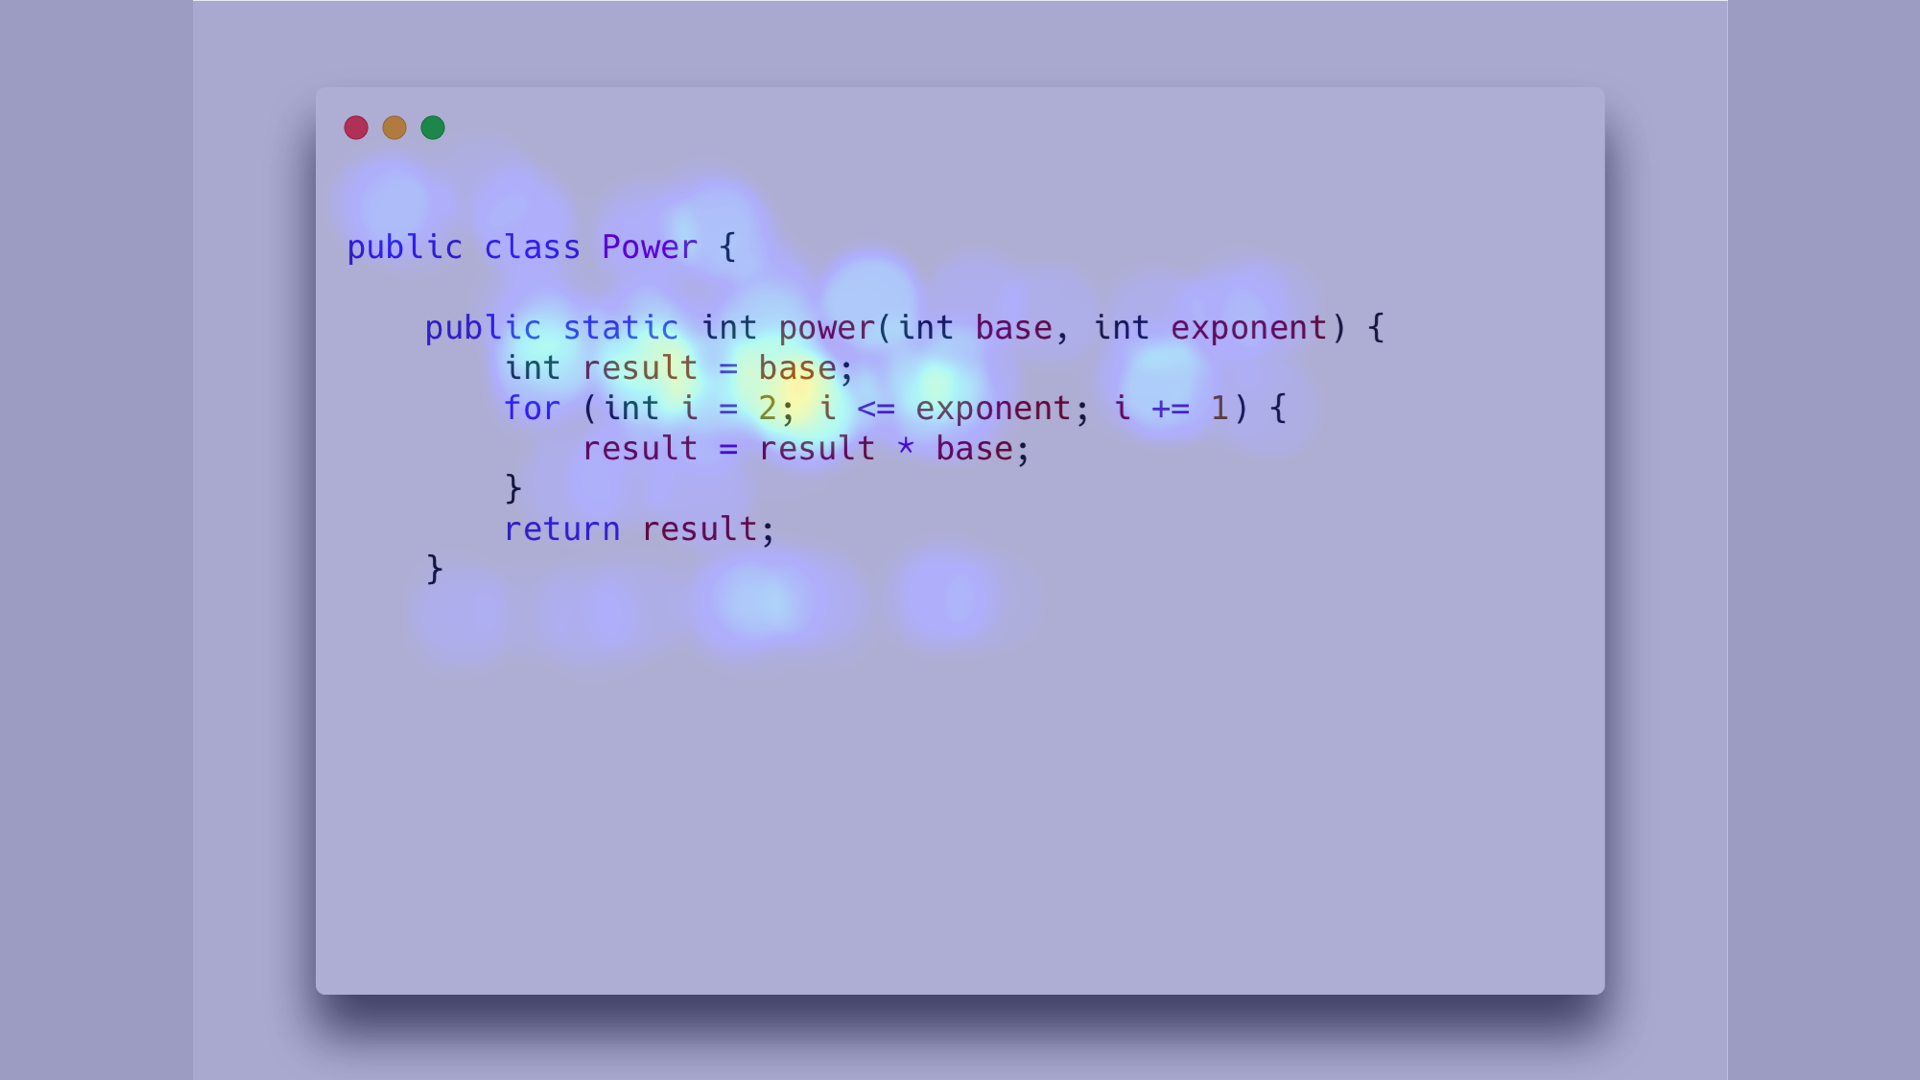 public class Power {
public static int power(int base, int exponent) {
int result = base;
for (int i = 2; i <= exponent; i += 1) {
result = result * base;
}
return result;
}